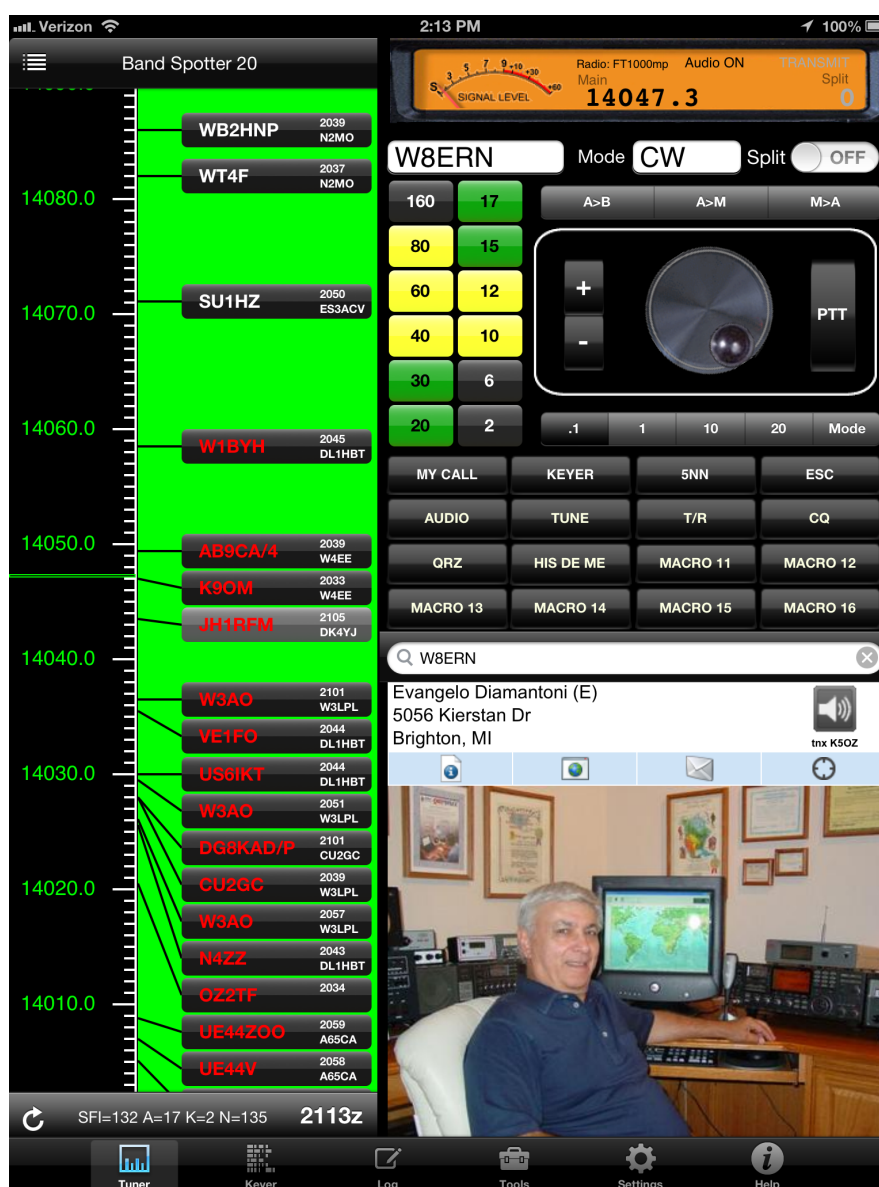 Verizon 2:13 PM 100%
Band Spotter 20
14080.0
14070.0
14060.0
14050.0
14040.0
14030.0
14020.0
14010.0
WB2HNP 2039 N2MO
WT4F 2037 N2MO
SU1HZ 2050 ES3ACV
W1BYH 2045 DL1HBT
AB9CA/4 2039 W4EE
K9OM 2033 W4EE
JH1RFM 2105 DK4YJ
W3AO 2101 W3LPL
VE1FO 2044 DL1HBT
US6IKT 2044 DL1HBT
W3AO 2051 W3LPL
DG8KAD/P 2101 CU2GC
CU2GC 2039 W3LPL
W3AO 2057 W3LPL
N4ZZ 2043 DL1HBT
OZ2TF 2034
UE44ZOO 2059 A65CA
UE44V 2058 A65CA
SFI=132 A=17 K=2 N=135 2113z
S 3 5 7 9 +10 +30 +60
SIGNAL LEVEL
Radio: FT1000mp Audio ON TRANSMIT
Main Split
14047.3 0
W8ERN Mode CW Split OFF
160 17
80 15
60 12
40 10
30 6
20 2
A>B A>M M>A
+
-
PTT
.1 1 10 20 Mode
MY CALL KEYER 5NN ESC
AUDIO TUNE T/R CQ
QRZ HIS DE ME MACRO 11 MACRO 12
MACRO 13 MACRO 14 MACRO 15 MACRO 16
W8ERN
Evangelo Diamantoni (E)
5056 Kierstan Dr
Brighton, MI
tnx K5OZ
Tuner Keyer Log Tools Settings Help